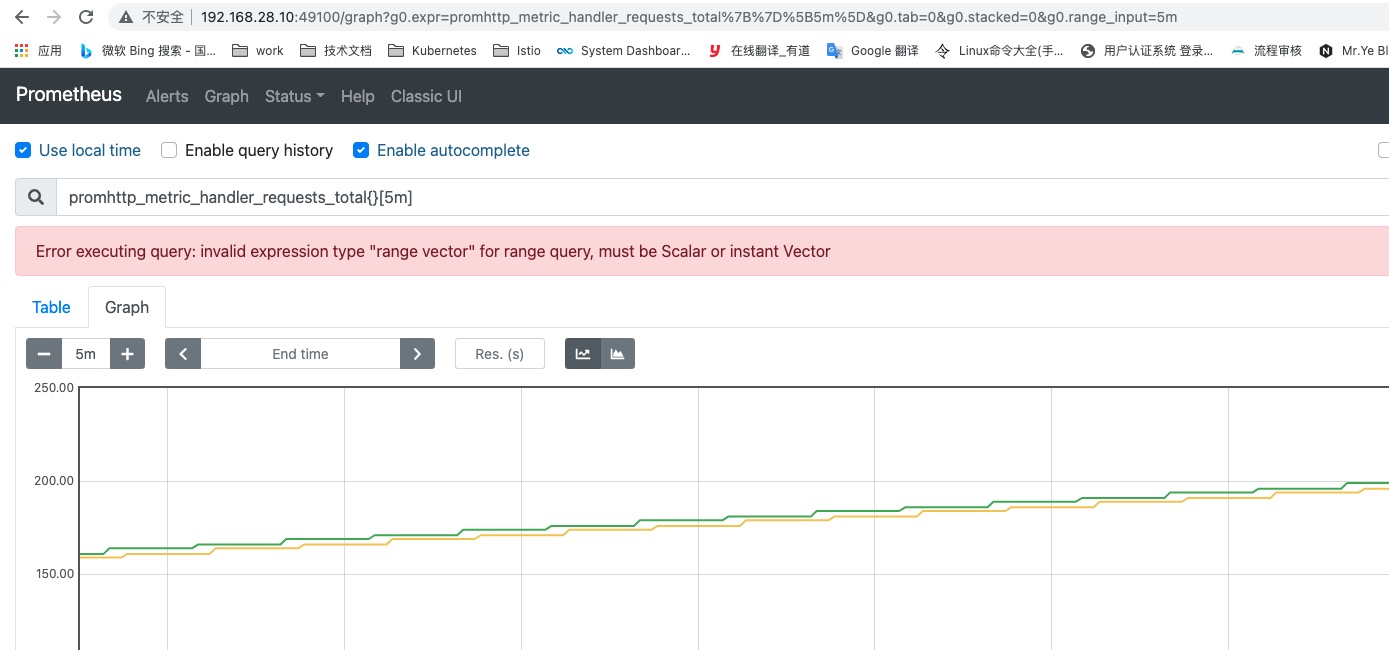 不安全 192.168.28.10:49100/graph?g0.expr=promhttp_metric_handler_requests_total%7B%7D%5B5m%5D&g0.tab=0&g0.stacked=0&g0.range_input=5m
应用 微软 Bing 搜索 - 国... work 技术文档 Kubernetes Istio System Dashboar... 在线翻译_有道 Google 翻译 Linux命令大全(手... 用户认证系统 登录... 流程审核 Mr.Ye Bl
Prometheus Alerts Graph Status Help Classic UI
Use local time Enable query history Enable autocomplete
promhttp_metric_handler_requests_total{}[5m]
Error executing query: invalid expression type "range vector" for range query, must be Scalar or instant Vector
Table Graph
5m End time Res. (s)
250.00
200.00
150.00